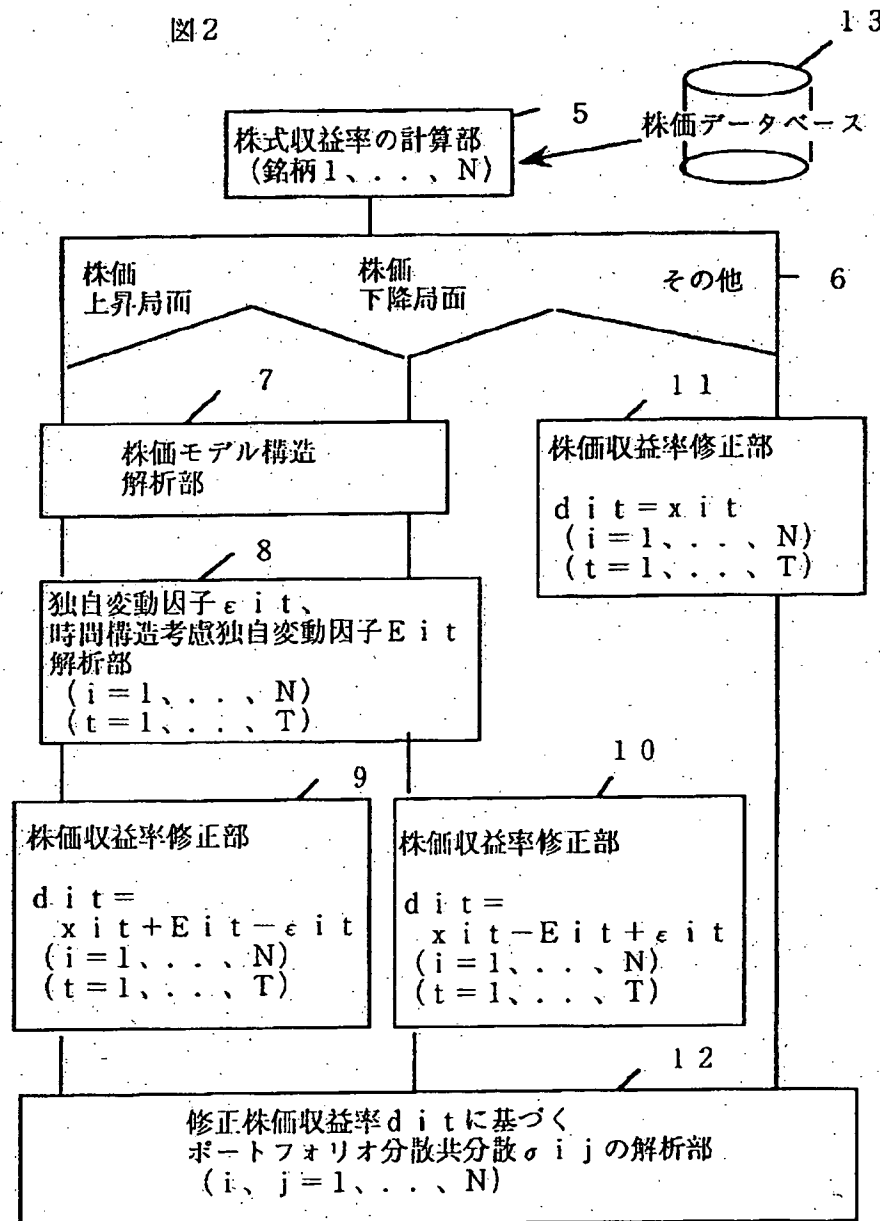 図2
13
株価データベース
5
株式収益率の計算部
(銘柄1、...、N)
株価
上昇局面
株価
下降局面
その他
6
7
株価モデル構造
解析部
11
株価収益率修正部
dit=xit
(i=1、...、N)
(t=1、...、T)
8
独自変動因子εit、
時間構造考慮独自変動因子Eit
解析部
(i=1、...、N)
(t=1、...、T)
9
株価収益率修正部
dit=
xit+Eit-εit
(i=1、...、N)
(t=1、...、T)
10
株価収益率修正部
dit=
xit-Eit+εit
(i=1、...、N)
(t=1、...、T)
12
修正株価収益率ditに基づく
ポートフォリオ分散共分散σijの解析部
(i、j=1、...、N)